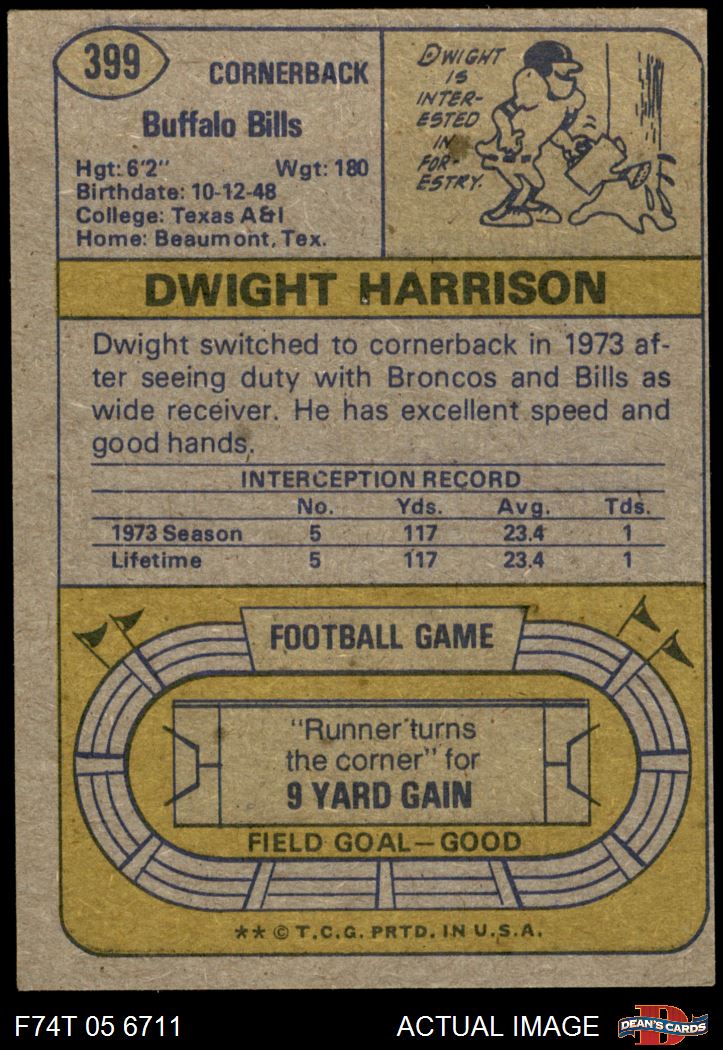 399
CORNERBACK
Buffalo Bills
Hgt: 6'2" Wgt: 180
Birthdate: 10-12-48
College: Texas A&I
Home: Beaumont, Tex.
DWIGHT
IS
INTER-
ESTED
IN
FOR-
ESTRY.
DWIGHT HARRISON
Dwight switched to cornerback in 1973 af-
ter seeing duty with Broncos and Bills as
wide receiver. He has excellent speed and
good hands.
INTERCEPTION RECORD
No. Yds. Avg. Tds.
1973 Season 5 117 23.4 1
Lifetime 5 117 23.4 1
FOOTBALL GAME
"Runner turns
the corner" for
9 YARD GAIN
FIELD GOAL—GOOD
** © T.C.G. PRTD. IN U.S.A.
F74T 05 6711
ACTUAL IMAGE
D
DEAN'S CARDS